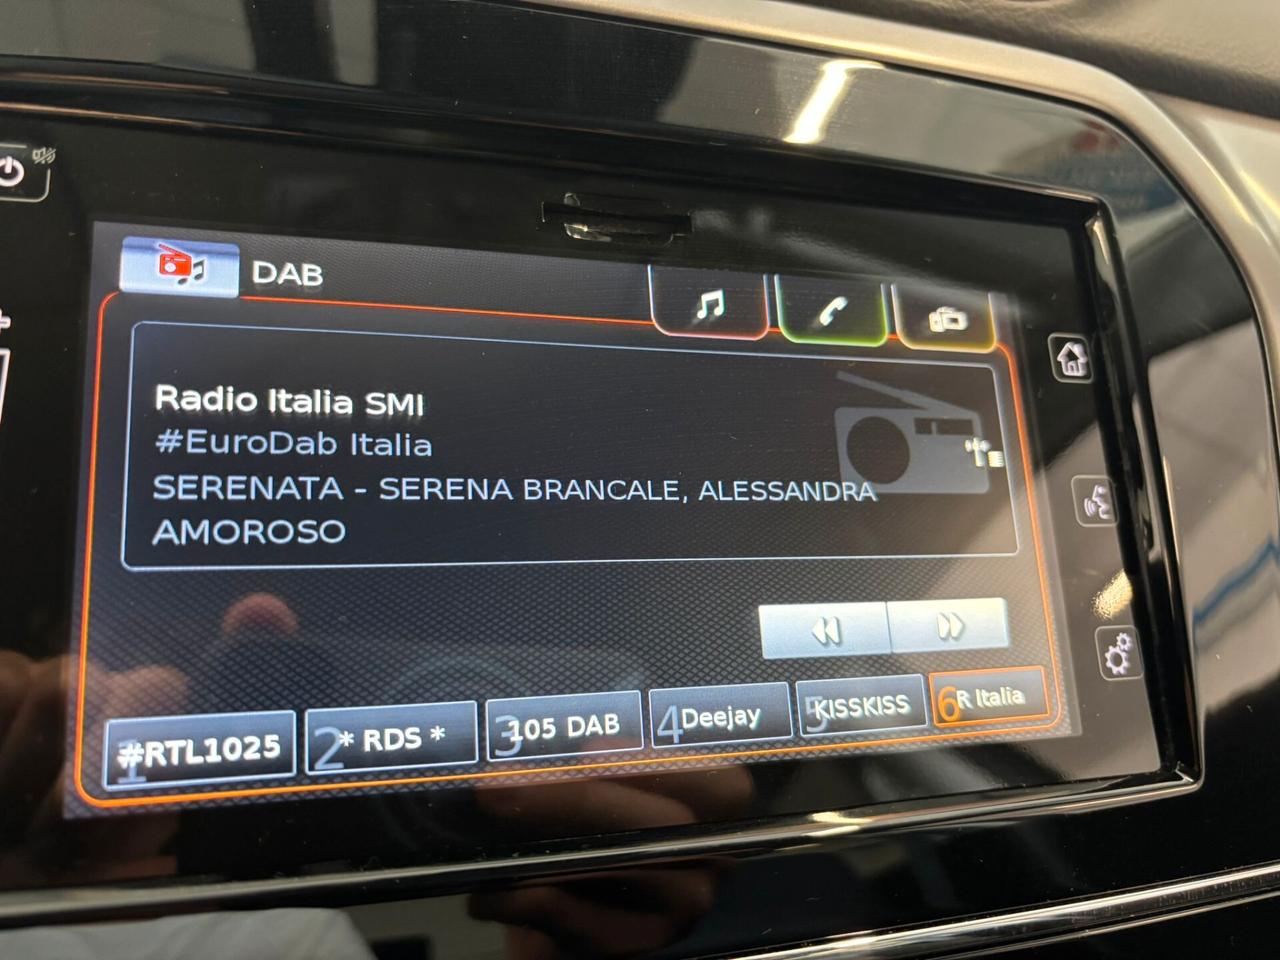 DAB
Radio Italia SMI
#EuroDab Italia
SERENATA - SERENA BRANCALE, ALESSANDRA
AMOROSO
1 #RTL1025
2 * RDS *
3 105 DAB
4 Deejay
5 KISSKISS
6 R Italia